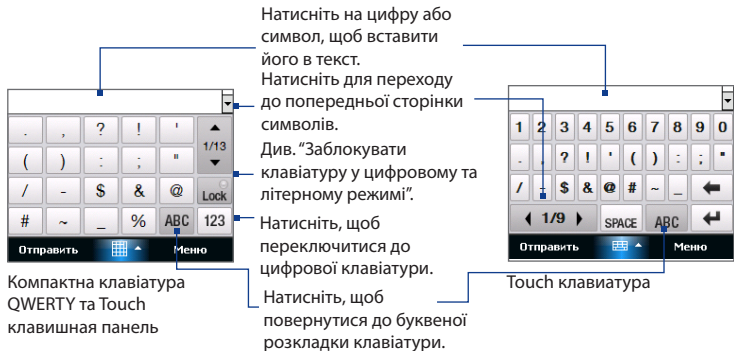 Натисніть на цифру або
символ, щоб вставити
його в текст.
Натисніть для переходу
до попередньої сторінки
символів.
Див. “Заблокувати
клавіатуру у цифровому та
літерному режимі”.
Натисніть, щоб
переключитися до
цифрової клавіатури.
Натисніть, щоб
повернутися до буквеної
розкладки клавіатури.
. , ? ! '
1/13
( ) : ; "
/ - $ & @ Lock
# ~ _ % ABC 123
Отправить Меню
Компактна клавіатура
QWERTY та Touch
клавишная панель
1 2 3 4 5 6 7 8 9 0
. , ? ! ' ( ) : ; "
/ - $ & @ # ~ _
1/9 SPACE ABC
Отправить Меню
Touch клавиатура